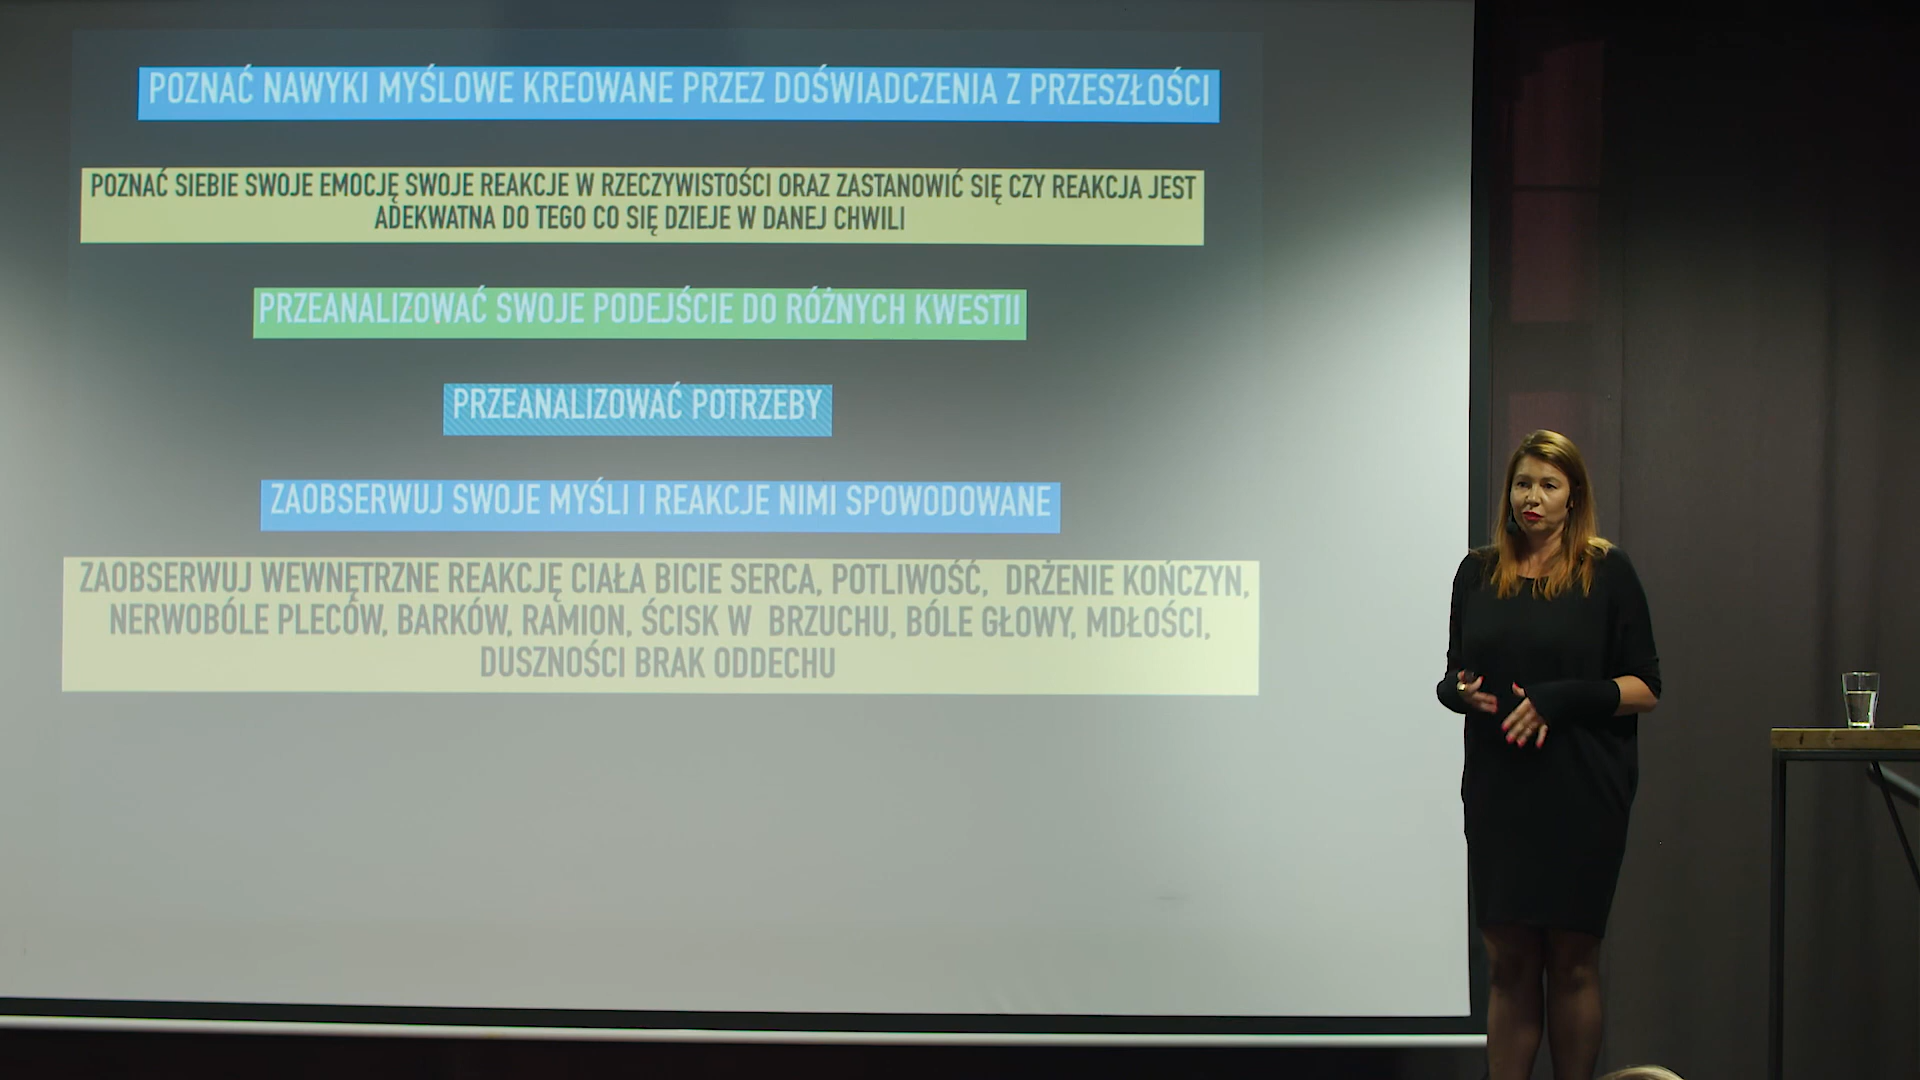 POZNAĆ NAWYKI MYŚLOWE KREOWANE PRZEZ DOŚWIADCZENIA Z PRZESZŁOŚCI
POZNAĆ SIEBIE SWOJE EMOCJĘ SWOJE REAKCJE W RZECZYWISTOŚCI ORAZ ZASTANOWIĆ SIĘ CZY REAKCJA JEST
ADEKWATNA DO TEGO CO SIĘ DZIEJE W DANEJ CHWILI
PRZEANALIZOWAĆ SWOJE PODEJŚCIE DO RÓŻNYCH KWESTII
PRZEANALIZOWAĆ POTRZEBY
ZAOBSERWUJ SWOJE MYŚLI I REAKCJE NIMI SPOWODOWANE
ZAOBSERWUJ WEWNĘTRZNE REAKCJĘ CIAŁA BICIE SERCA, POTLIWOŚĆ, DRŻENIE KOŃCZYN,
NERWOBÓLE PLECÓW, BARKÓW, RAMION, ŚCISK W BRZUCHU, BÓLE GŁOWY, MDŁOŚCI,
DUSZNOŚCI BRAK ODDECHU